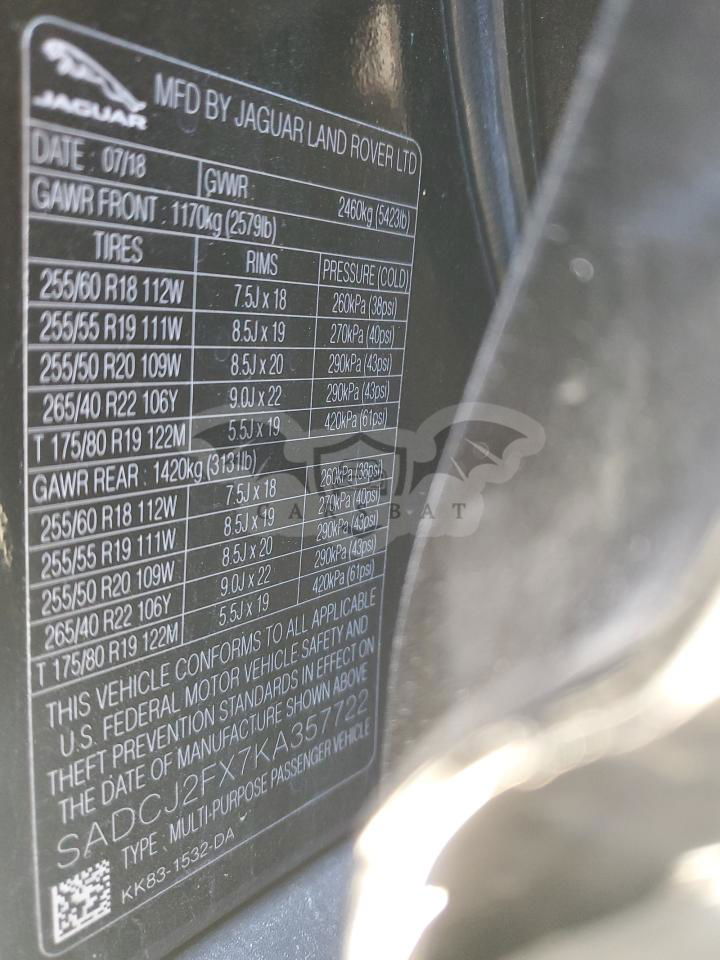 JAGUAR
MFD BY JAGUAR LAND ROVER LTD
DATE : 07/18
GVWR : 2460kg (5423lb)
GAWR FRONT : 1170kg (2579lb)
TIRES RIMS PRESSURE (COLD)
255/60 R18 112W 7.5J x 18 260kPa (38psi)
255/55 R19 111W 8.5J x 19 270kPa (40psi)
255/50 R20 109W 8.5J x 20 290kPa (43psi)
265/40 R22 106Y 9.0J x 22 290kPa (43psi)
T 175/80 R19 122M 5.5J x 19 420kPa (61psi)
GAWR REAR : 1420kg (3131lb)
255/60 R18 112W 7.5J x 18 260kPa (38psi)
255/55 R19 111W 8.5J x 19 270kPa (40psi)
255/50 R20 109W 8.5J x 20 290kPa (43psi)
265/40 R22 106Y 9.0J x 22 290kPa (43psi)
T 175/80 R19 122M 5.5J x 19 420kPa (61psi)
THIS VEHICLE CONFORMS TO ALL APPLICABLE
U.S. FEDERAL MOTOR VEHICLE SAFETY AND
THEFT PREVENTION STANDARDS IN EFFECT ON
THE DATE OF MANUFACTURE SHOWN ABOVE
SADCJ2FX7KA357722
TYPE : MULTI-PURPOSE PASSENGER VEHICLE
KK83-1532-DA